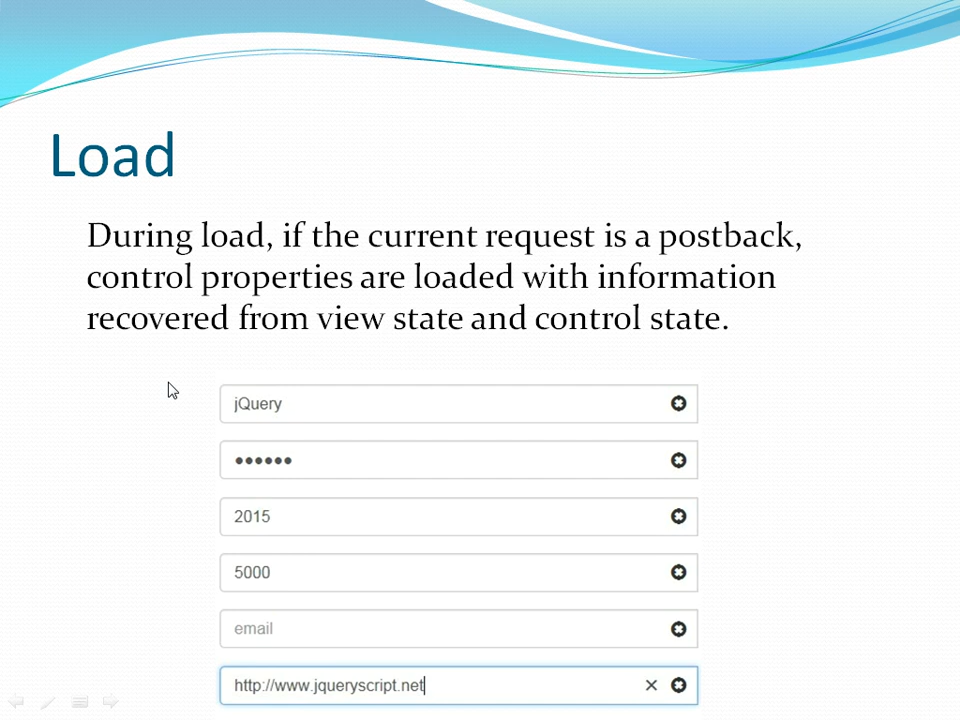 Load
During load, if the current request is a postback,
control properties are loaded with information
recovered from view state and control state.
jQuery
••••••
2015
5000
email
http://www.jqueryscript.net